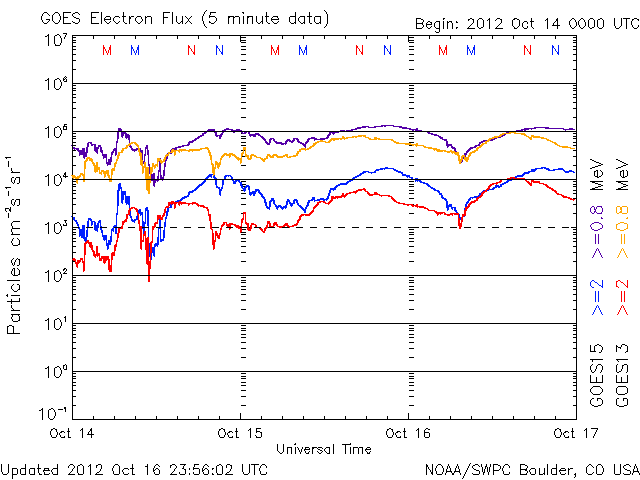 GOES Electron Flux (5 minute data)
Begin: 2012 Oct 14 0000 UTC
10⁷
M M N N M M N N M M N N
10⁶
10⁵
10⁴
10³
10²
10¹
10⁰
10⁻¹
Particles cm⁻²s⁻¹sr⁻¹
GOES15 >=2 >=0.8 MeV
GOES13 >=2 >=0.8 MeV
Oct 14 Oct 15 Oct 16 Oct 17
Universal Time
Updated 2012 Oct 16 23:56:02 UTC
NOAA/SWPC Boulder, CO USA